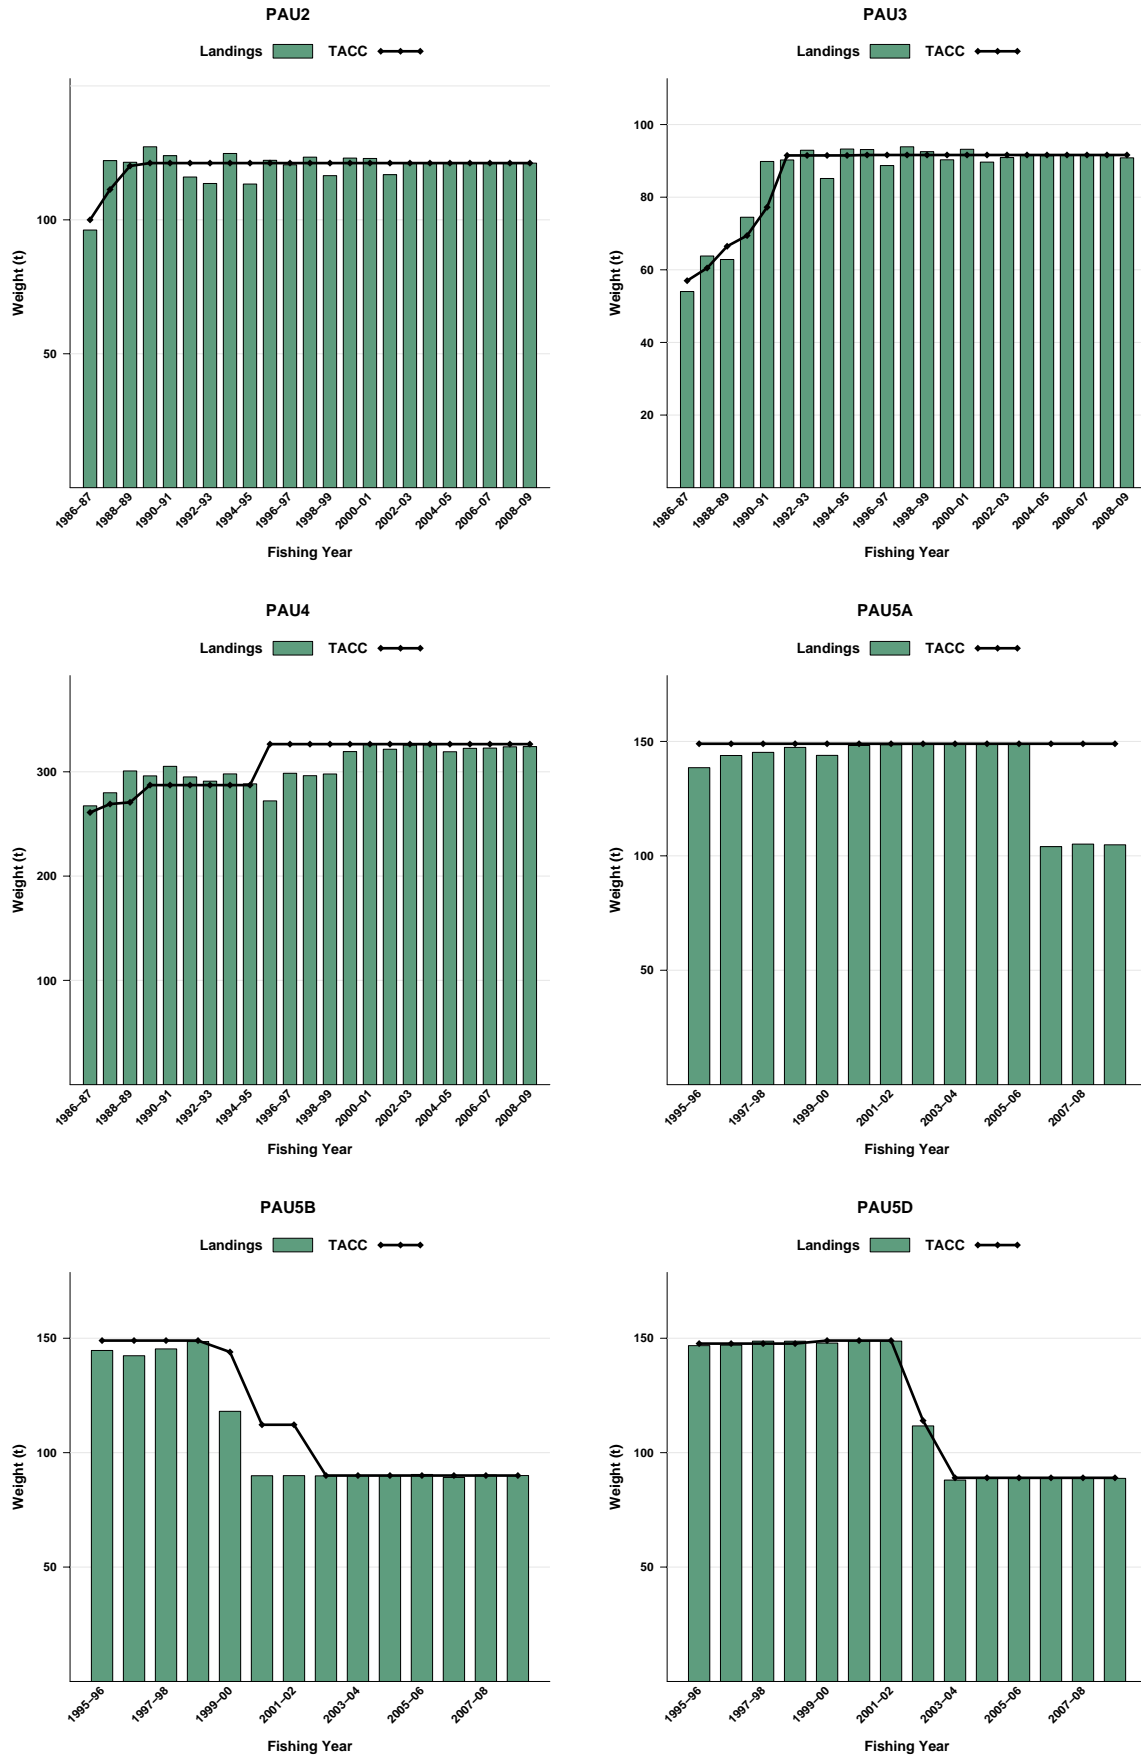 PAU2
Landings TACC
Weight (t)
100
50
1986–87 1988–89 1990–91 1992–93 1994–95 1996–97 1998–99 2000–01 2002–03 2004–05 2006–07 2008–09
Fishing Year
PAU3
Landings TACC
Weight (t)
100
80
60
40
20
1986–87 1988–89 1990–91 1992–93 1994–95 1996–97 1998–99 2000–01 2002–03 2004–05 2006–07 2008–09
Fishing Year
PAU4
Landings TACC
Weight (t)
300
200
100
1986–87 1988–89 1990–91 1992–93 1994–95 1996–97 1998–99 2000–01 2002–03 2004–05 2006–07 2008–09
Fishing Year
PAU5A
Landings TACC
Weight (t)
150
100
50
1995–96 1997–98 1999–00 2001–02 2003–04 2005–06 2007–08
Fishing Year
PAU5B
Landings TACC
Weight (t)
150
100
50
1995–96 1997–98 1999–00 2001–02 2003–04 2005–06 2007–08
Fishing Year
PAU5D
Landings TACC
Weight (t)
150
100
50
1995–96 1997–98 1999–00 2001–02 2003–04 2005–06 2007–08
Fishing Year